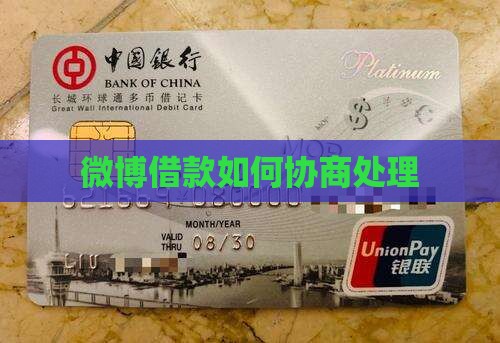 中国银行
Platinum
BANK OF CHINA
长城环球通多币借记卡
Great Wall International Debit Card
微博借款如何协商处理
MONTH/YEAR
VALID
THRU 08/30
UnionPay
银联